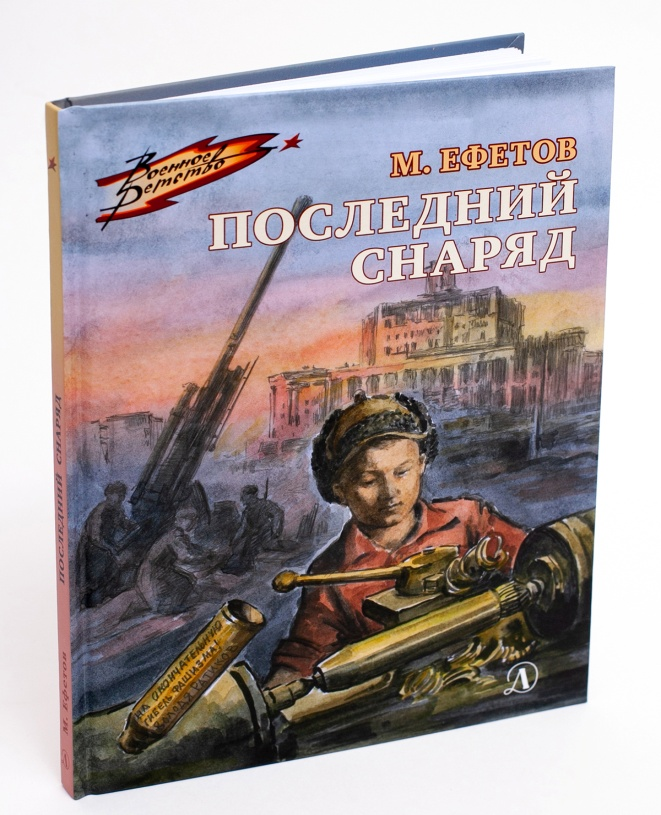 Военное
Детство
М. ЕФЕТОВ
ПОСЛЕДНИЙ
СНАРЯД
НА ОКОНЧАТЕЛЬНУЮ
ГИБЕЛЬ ФАШИЗМА!
Д
ПОСЛЕДНИЙ СНАРЯД
М. Ефетов
Д